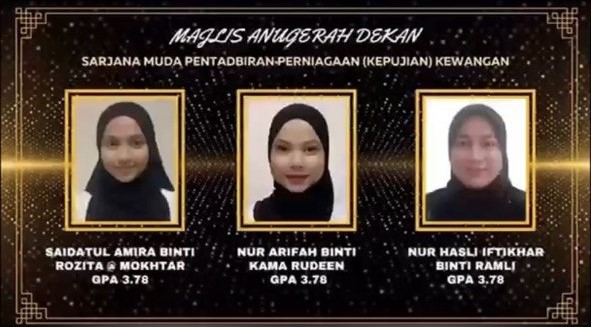 MAJLIS ANUGERAH DEKAN
SARJANA MUDA PENTADBIRAN PERNIAGAAN (KEPUJIAN) KEWANGAN
SAIDATUL AMIRA BINTI
ROZITA @ MOKHTAR
GPA 3.78
NUR ARIFAH BINTI
KAMA RUDEEN
GPA 3.78
NUR HASLI IFTIKHAR
BINTI RAMLI
GPA 3.78